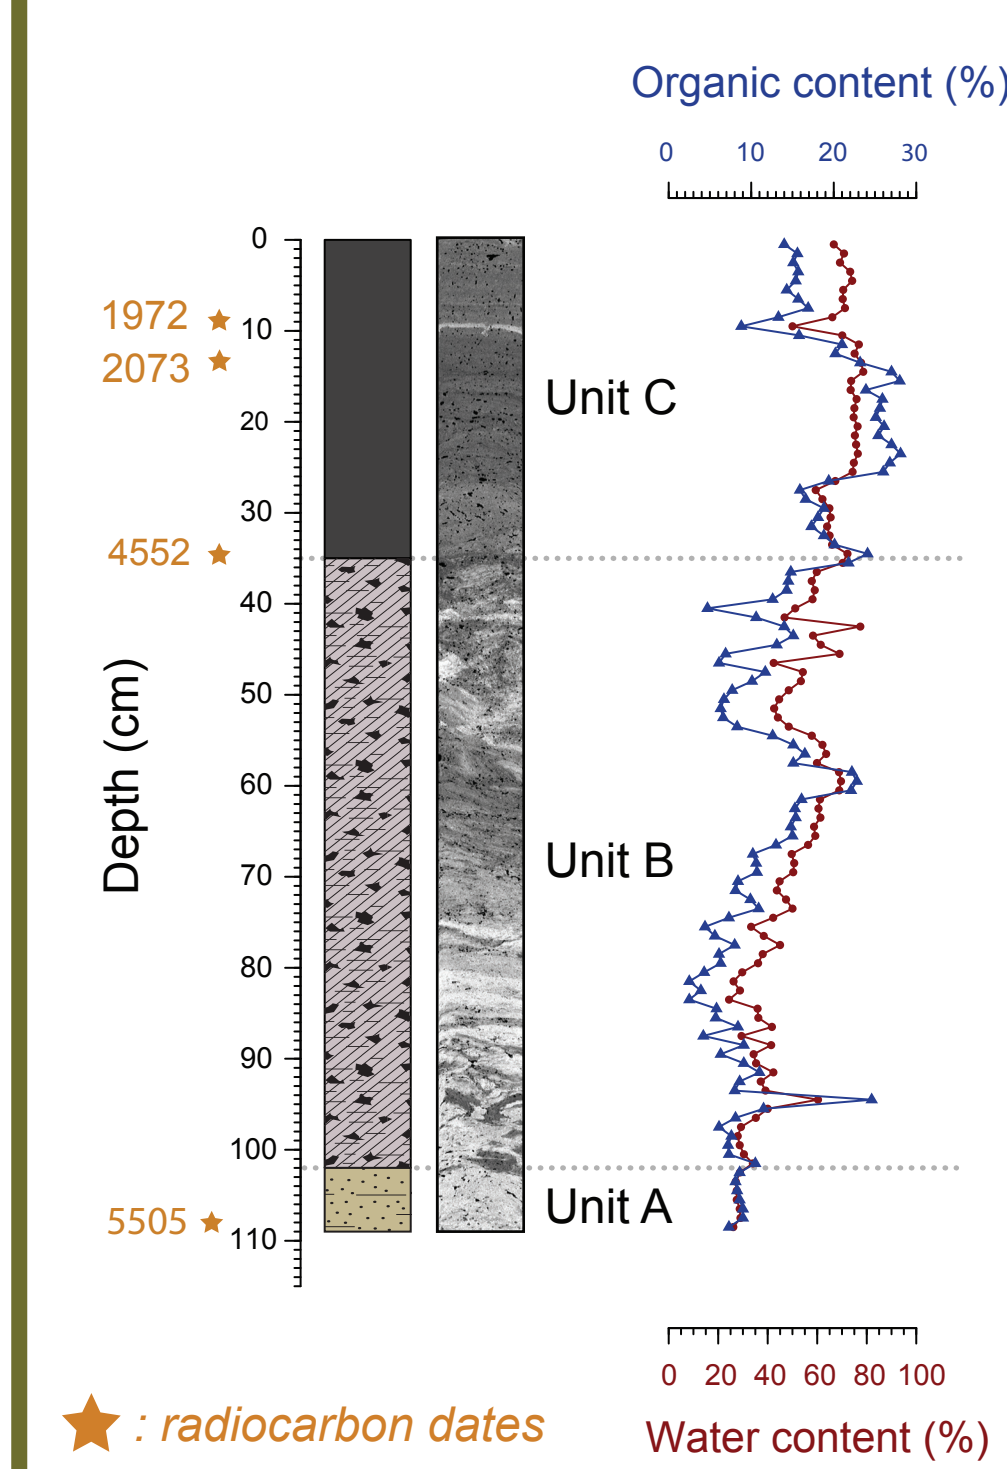 Organic content (%)
0 10 20 30
0
1972
10
2073
20
Unit C
30
4552
40
50
Depth (cm)
60
70
Unit B
80
90
100
Unit A
5505
110
0 20 40 60 80 100
: radiocarbon dates
Water content (%)